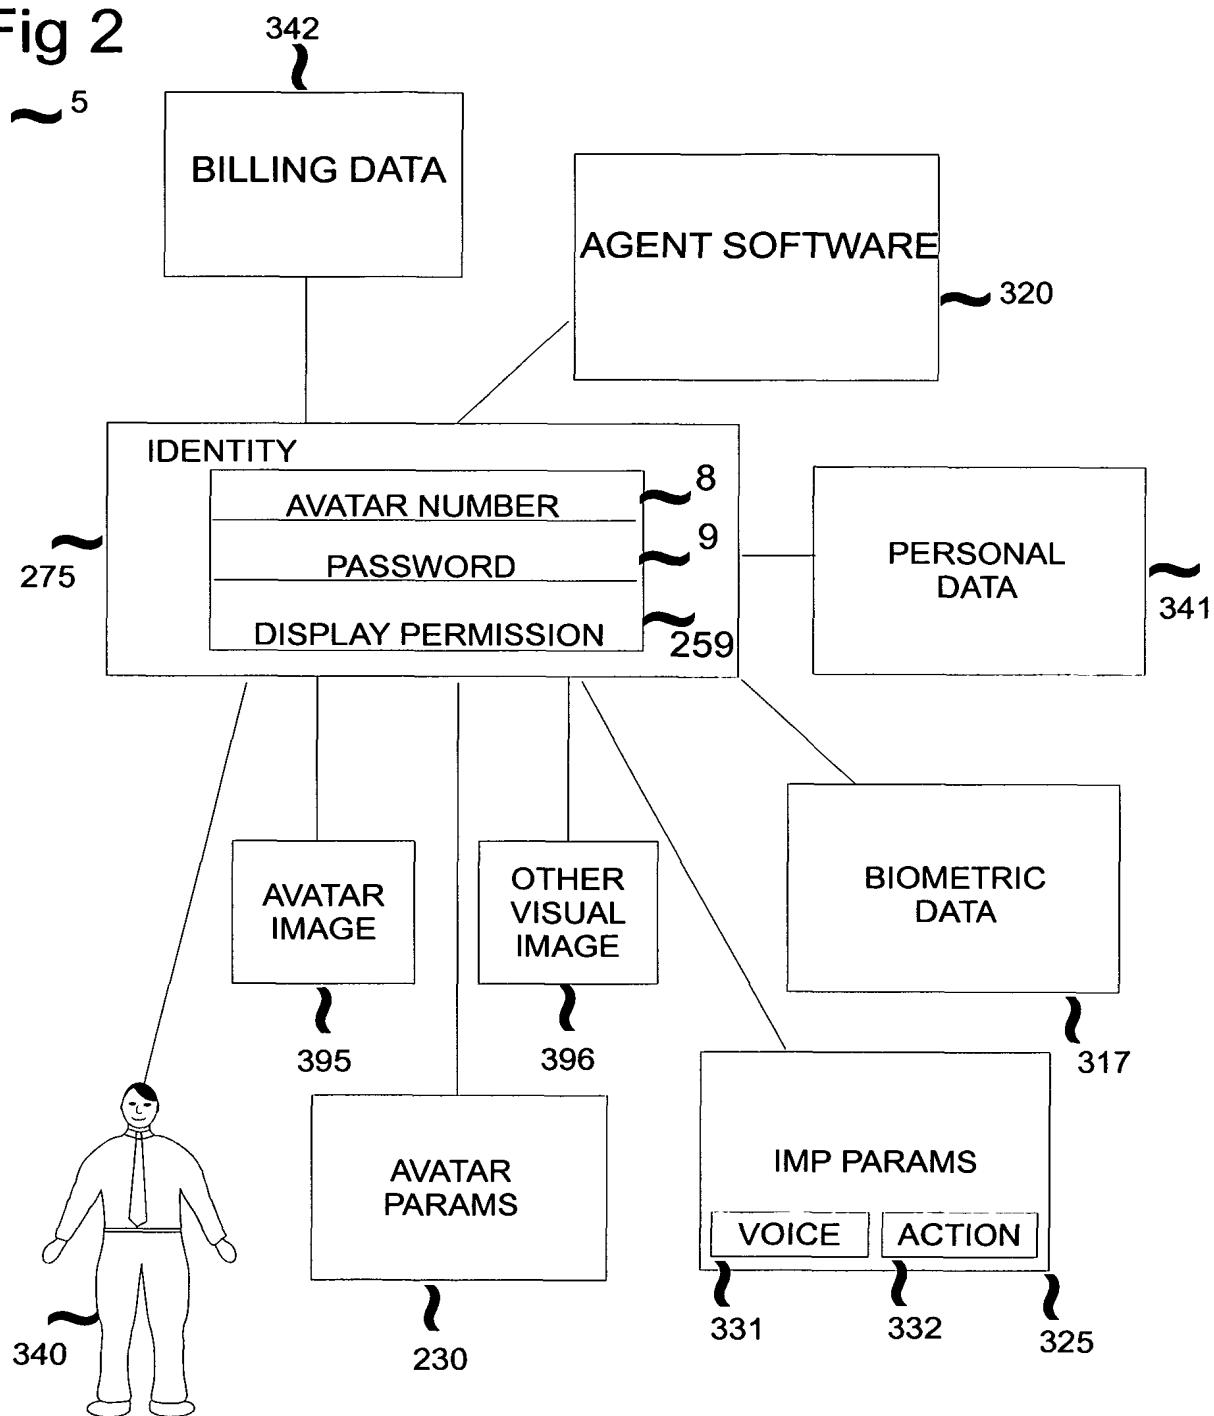 Fig 2
342
5
BILLING DATA
AGENT SOFTWARE
320
IDENTITY
AVATAR NUMBER
8
PASSWORD
9
DISPLAY PERMISSION
259
275
PERSONAL
DATA
341
AVATAR
IMAGE
395
OTHER
VISUAL
IMAGE
396
BIOMETRIC
DATA
317
AVATAR
PARAMS
230
IMP PARAMS
VOICE
ACTION
331
332
325
340